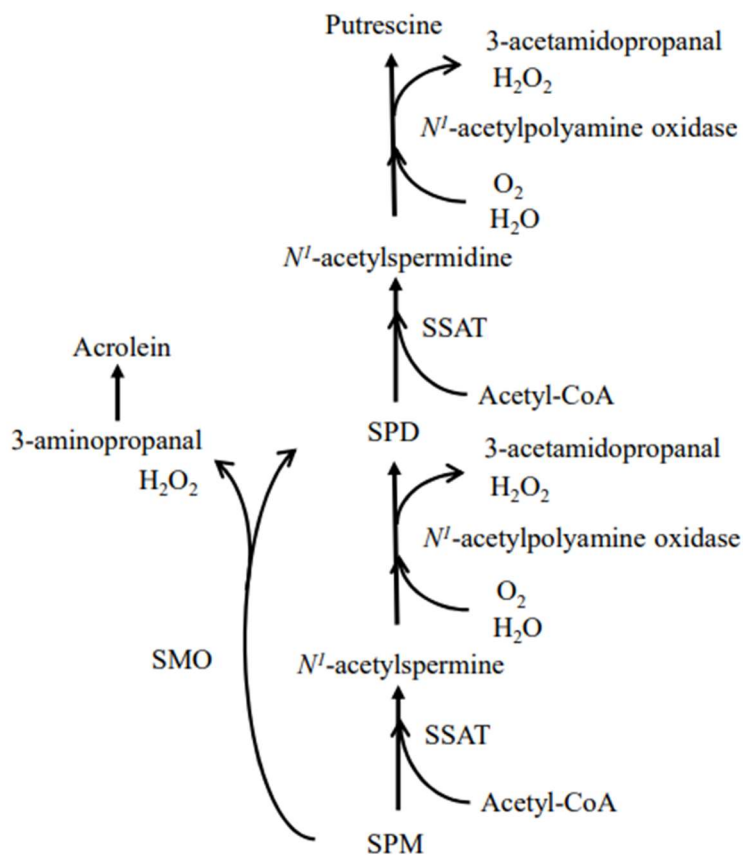 Putrescine
3-acetamidopropanal
H₂O₂
N¹-acetylpolyamine oxidase
O₂
H₂O
N¹-acetylspermidine
SSAT
Acrolein
Acetyl-CoA
3-aminopropanal
H₂O₂
SPD
3-acetamidopropanal
H₂O₂
N¹-acetylpolyamine oxidase
O₂
H₂O
SMO
N¹-acetylspermine
SSAT
Acetyl-CoA
SPM